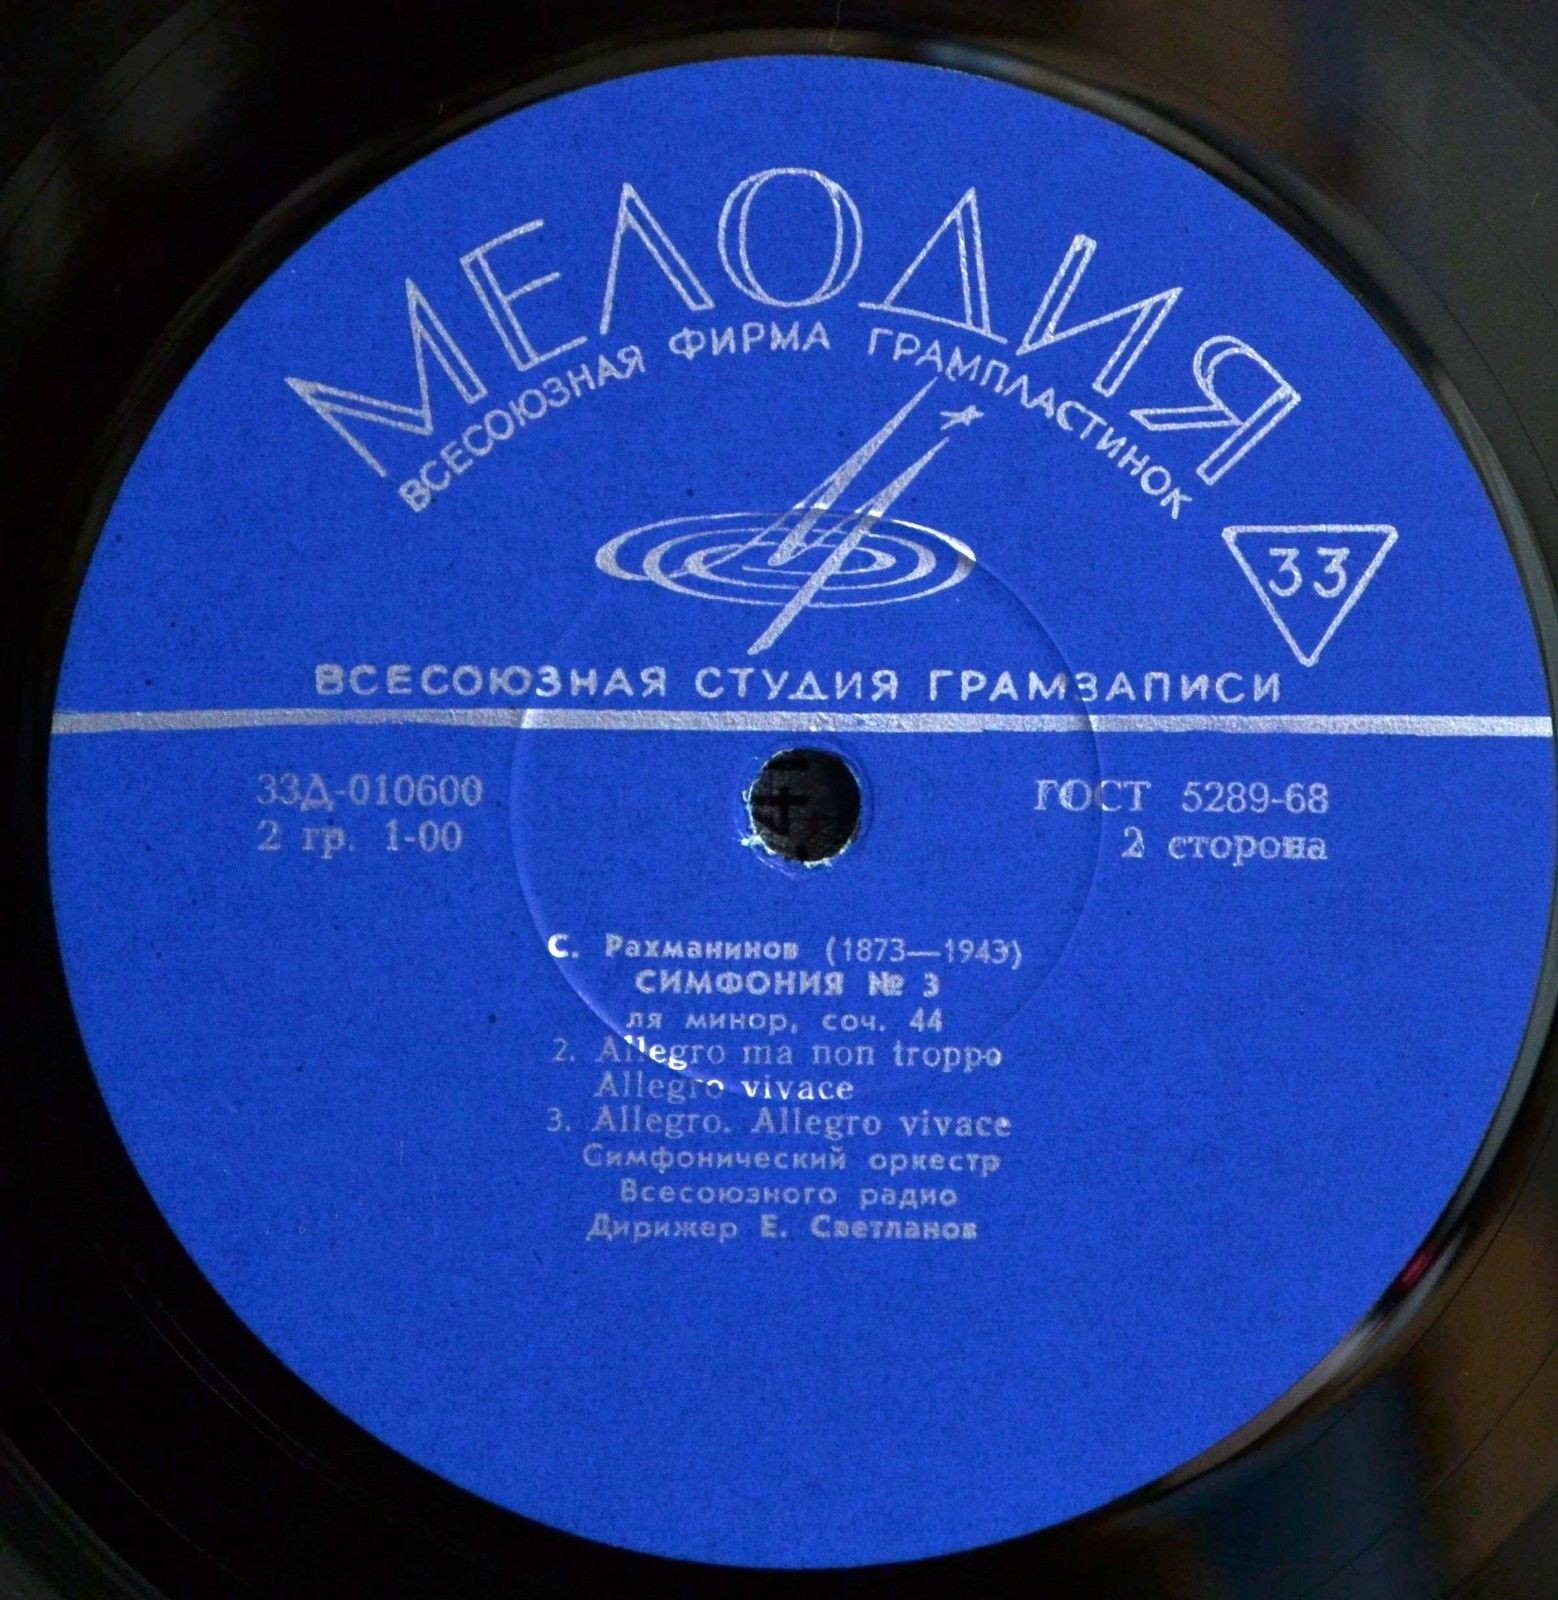 МЕЛОДИЯ
ВСЕСОЮЗНАЯ ФИРМА ГРАМПЛАСТИНОК
33
ВСЕСОЮЗНАЯ СТУДИЯ ГРАМЗАПИСИ
33Д-010600
2 гр. 1-00
ГОСТ 5289-68
2 сторона
С. Рахманинов (1873—1943)
СИМФОНИЯ № 3
ля минор, соч. 44
2. Allegro ma non troppo
Allegro vivace
3. Allegro. Allegro vivace
Симфонический оркестр
Всесоюзного радио
Дирижер Е. Светланов